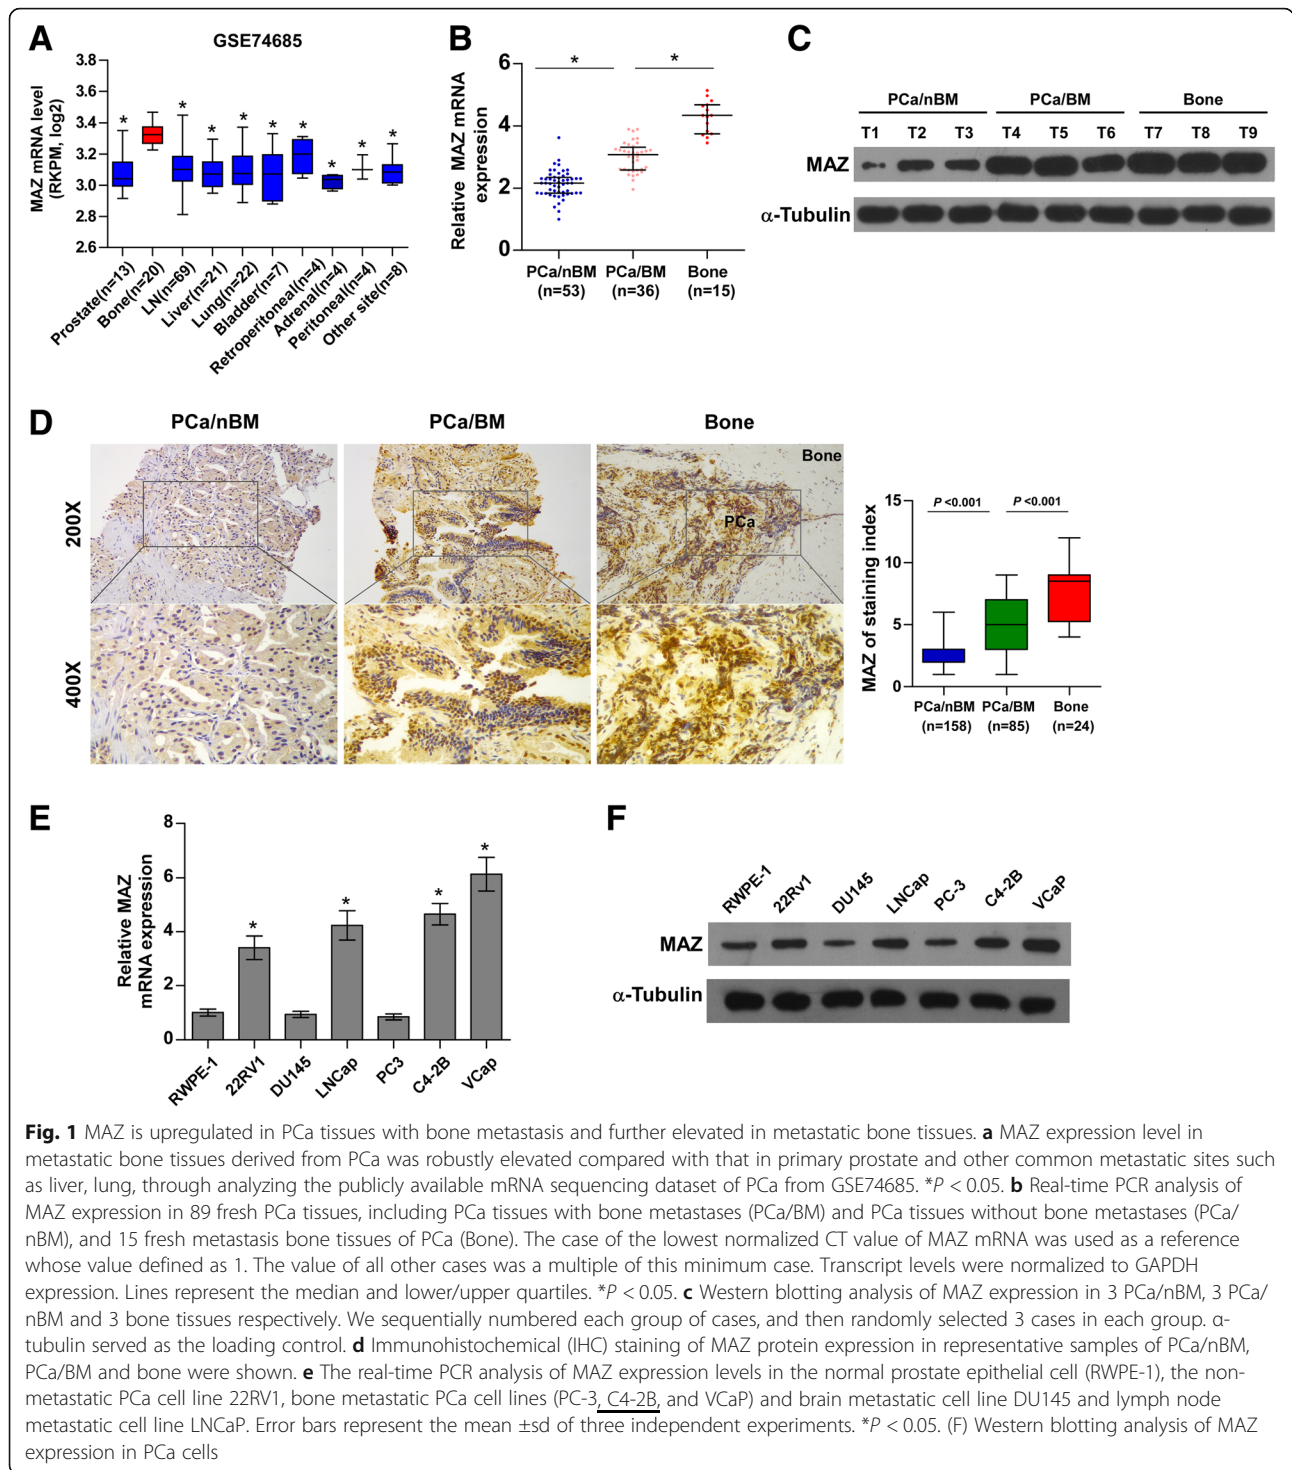 A
GSE74685
MAZ mRNA level
(RKPM, log2)
3.8
3.6
3.4
3.2
3.0
2.8
2.6
* * * * * * * * *
Prostate(n=13)
Bone(n=20)
LN(n=69)
Liver(n=21)
Lung(n=22)
Bladder(n=7)
Retroperitoneal(n=4)
Adrenal(n=4)
Peritoneal(n=4)
Other site(n=8)
B
Relative MAZ mRNA
expression
6
4
2
0
* *
PCa/nBM PCa/BM Bone
(n=53) (n=36) (n=15)
C
PCa/nBM PCa/BM Bone
T1 T2 T3 T4 T5 T6 T7 T8 T9
MAZ
α-Tubulin
D
PCa/nBM PCa/BM Bone
200X
Bone
PCa
400X
MAZ of staining index
15
10
5
0
P <0.001 P <0.001
PCa/nBM PCa/BM Bone
(n=158) (n=85) (n=24)
E
Relative MAZ
mRNA expression
8
6
4
2
0
* * * *
RWPE-1
22RV1
DU145
LNCap
PC3
C4-2B
VCap
F
RWPE-1
22Rv1
DU145
LNCap
PC-3
C4-2B
VCaP
MAZ
α-Tubulin
Fig. 1 MAZ is upregulated in PCa tissues with bone metastasis and further elevated in metastatic bone tissues. a MAZ expression level in
metastatic bone tissues derived from PCa was robustly elevated compared with that in primary prostate and other common metastatic sites such
as liver, lung, through analyzing the publicly available mRNA sequencing dataset of PCa from GSE74685. *P < 0.05. b Real-time PCR analysis of
MAZ expression in 89 fresh PCa tissues, including PCa tissues with bone metastases (PCa/BM) and PCa tissues without bone metastases (PCa/
nBM), and 15 fresh metastasis bone tissues of PCa (Bone). The case of the lowest normalized CT value of MAZ mRNA was used as a reference
whose value defined as 1. The value of all other cases was a multiple of this minimum case. Transcript levels were normalized to GAPDH
expression. Lines represent the median and lower/upper quartiles. *P < 0.05. c Western blotting analysis of MAZ expression in 3 PCa/nBM, 3 PCa/
nBM and 3 bone tissues respectively. We sequentially numbered each group of cases, and then randomly selected 3 cases in each group. α-
tubulin served as the loading control. d Immunohistochemical (IHC) staining of MAZ protein expression in representative samples of PCa/nBM,
PCa/BM and bone were shown. e The real-time PCR analysis of MAZ expression levels in the normal prostate epithelial cell (RWPE-1), the non-
metastatic PCa cell line 22RV1, bone metastatic PCa cell lines (PC-3, C4-2B, and VCaP) and brain metastatic cell line DU145 and lymph node
metastatic cell line LNCaP. Error bars represent the mean ±sd of three independent experiments. *P < 0.05. (F) Western blotting analysis of MAZ
expression in PCa cells